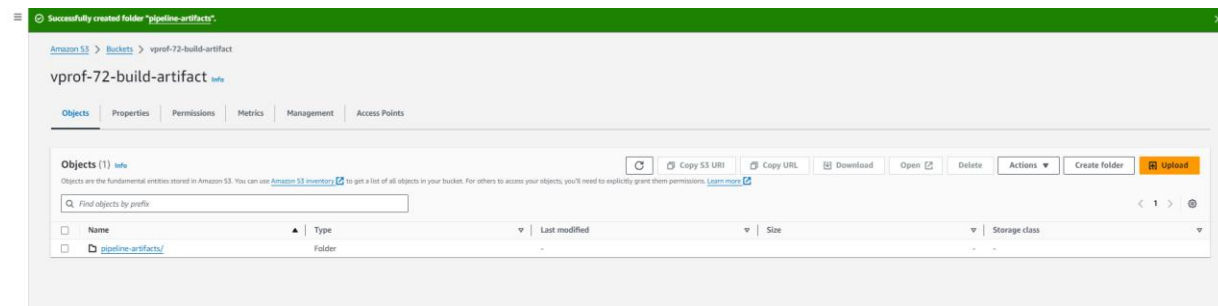 Successfully created folder "pipeline-artifacts".
Amazon S3 > Buckets > vprof-72-build-artifact
vprof-72-build-artifact Info
Objects Properties Permissions Metrics Management Access Points
Objects (1) Info
Copy S3 URI Copy URL Download Open Delete Actions Create folder Upload
Objects are the fundamental entities stored in Amazon S3. You can use Amazon S3 inventory to get a list of all objects in your bucket. For others to access your objects, you'll need to explicitly grant them permissions. Learn more
Find objects by prefix
1
Name Type Last modified Size Storage class
pipeline-artifacts/ Folder - - -